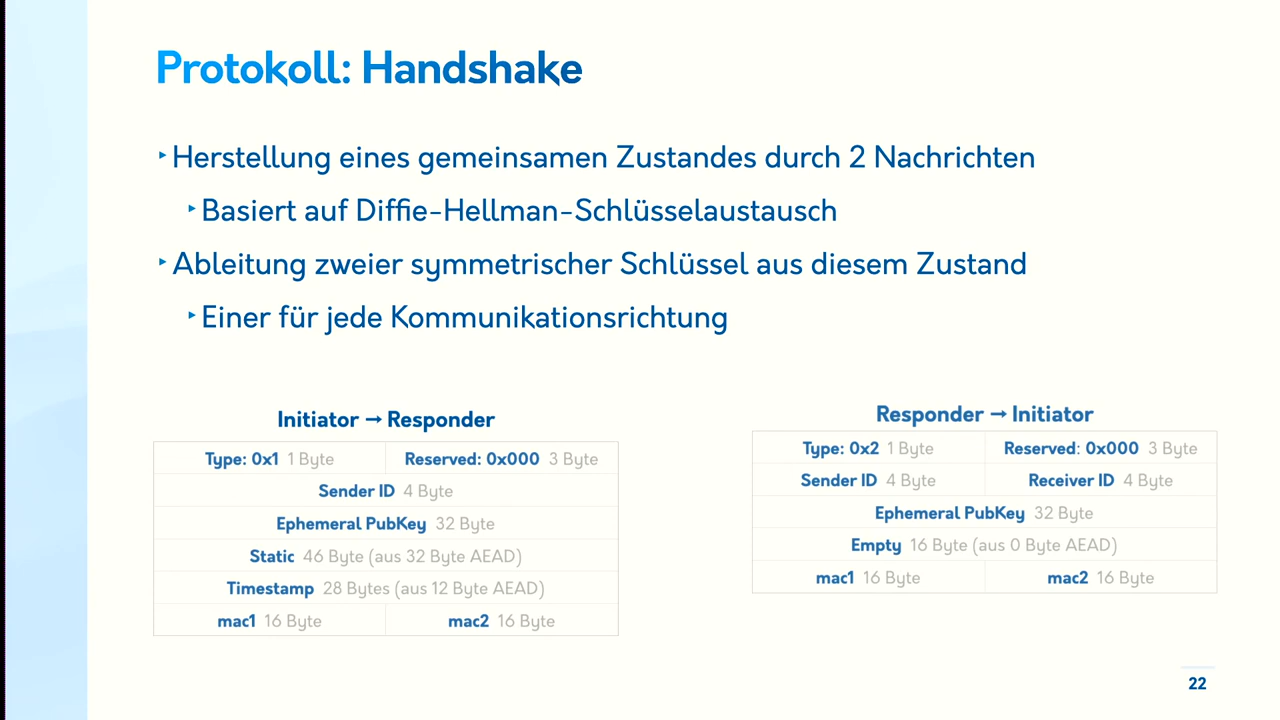 Protokoll: Handshake
‣ Herstellung eines gemeinsamen Zustandes durch 2 Nachrichten
‣ Basiert auf Diffie-Hellman-Schlüsselaustausch
‣ Ableitung zweier symmetrischer Schlüssel aus diesem Zustand
‣ Einer für jede Kommunikationsrichtung
Initiator → Responder
Type: 0x1 1 Byte Reserved: 0x000 3 Byte
Sender ID 4 Byte
Ephemeral PubKey 32 Byte
Static 46 Byte (aus 32 Byte AEAD)
Timestamp 28 Bytes (aus 12 Byte AEAD)
mac1 16 Byte mac2 16 Byte
Responder → Initiator
Type: 0x2 1 Byte Reserved: 0x000 3 Byte
Sender ID 4 Byte Receiver ID 4 Byte
Ephemeral PubKey 32 Byte
Empty 16 Byte (aus 0 Byte AEAD)
mac1 16 Byte mac2 16 Byte
22